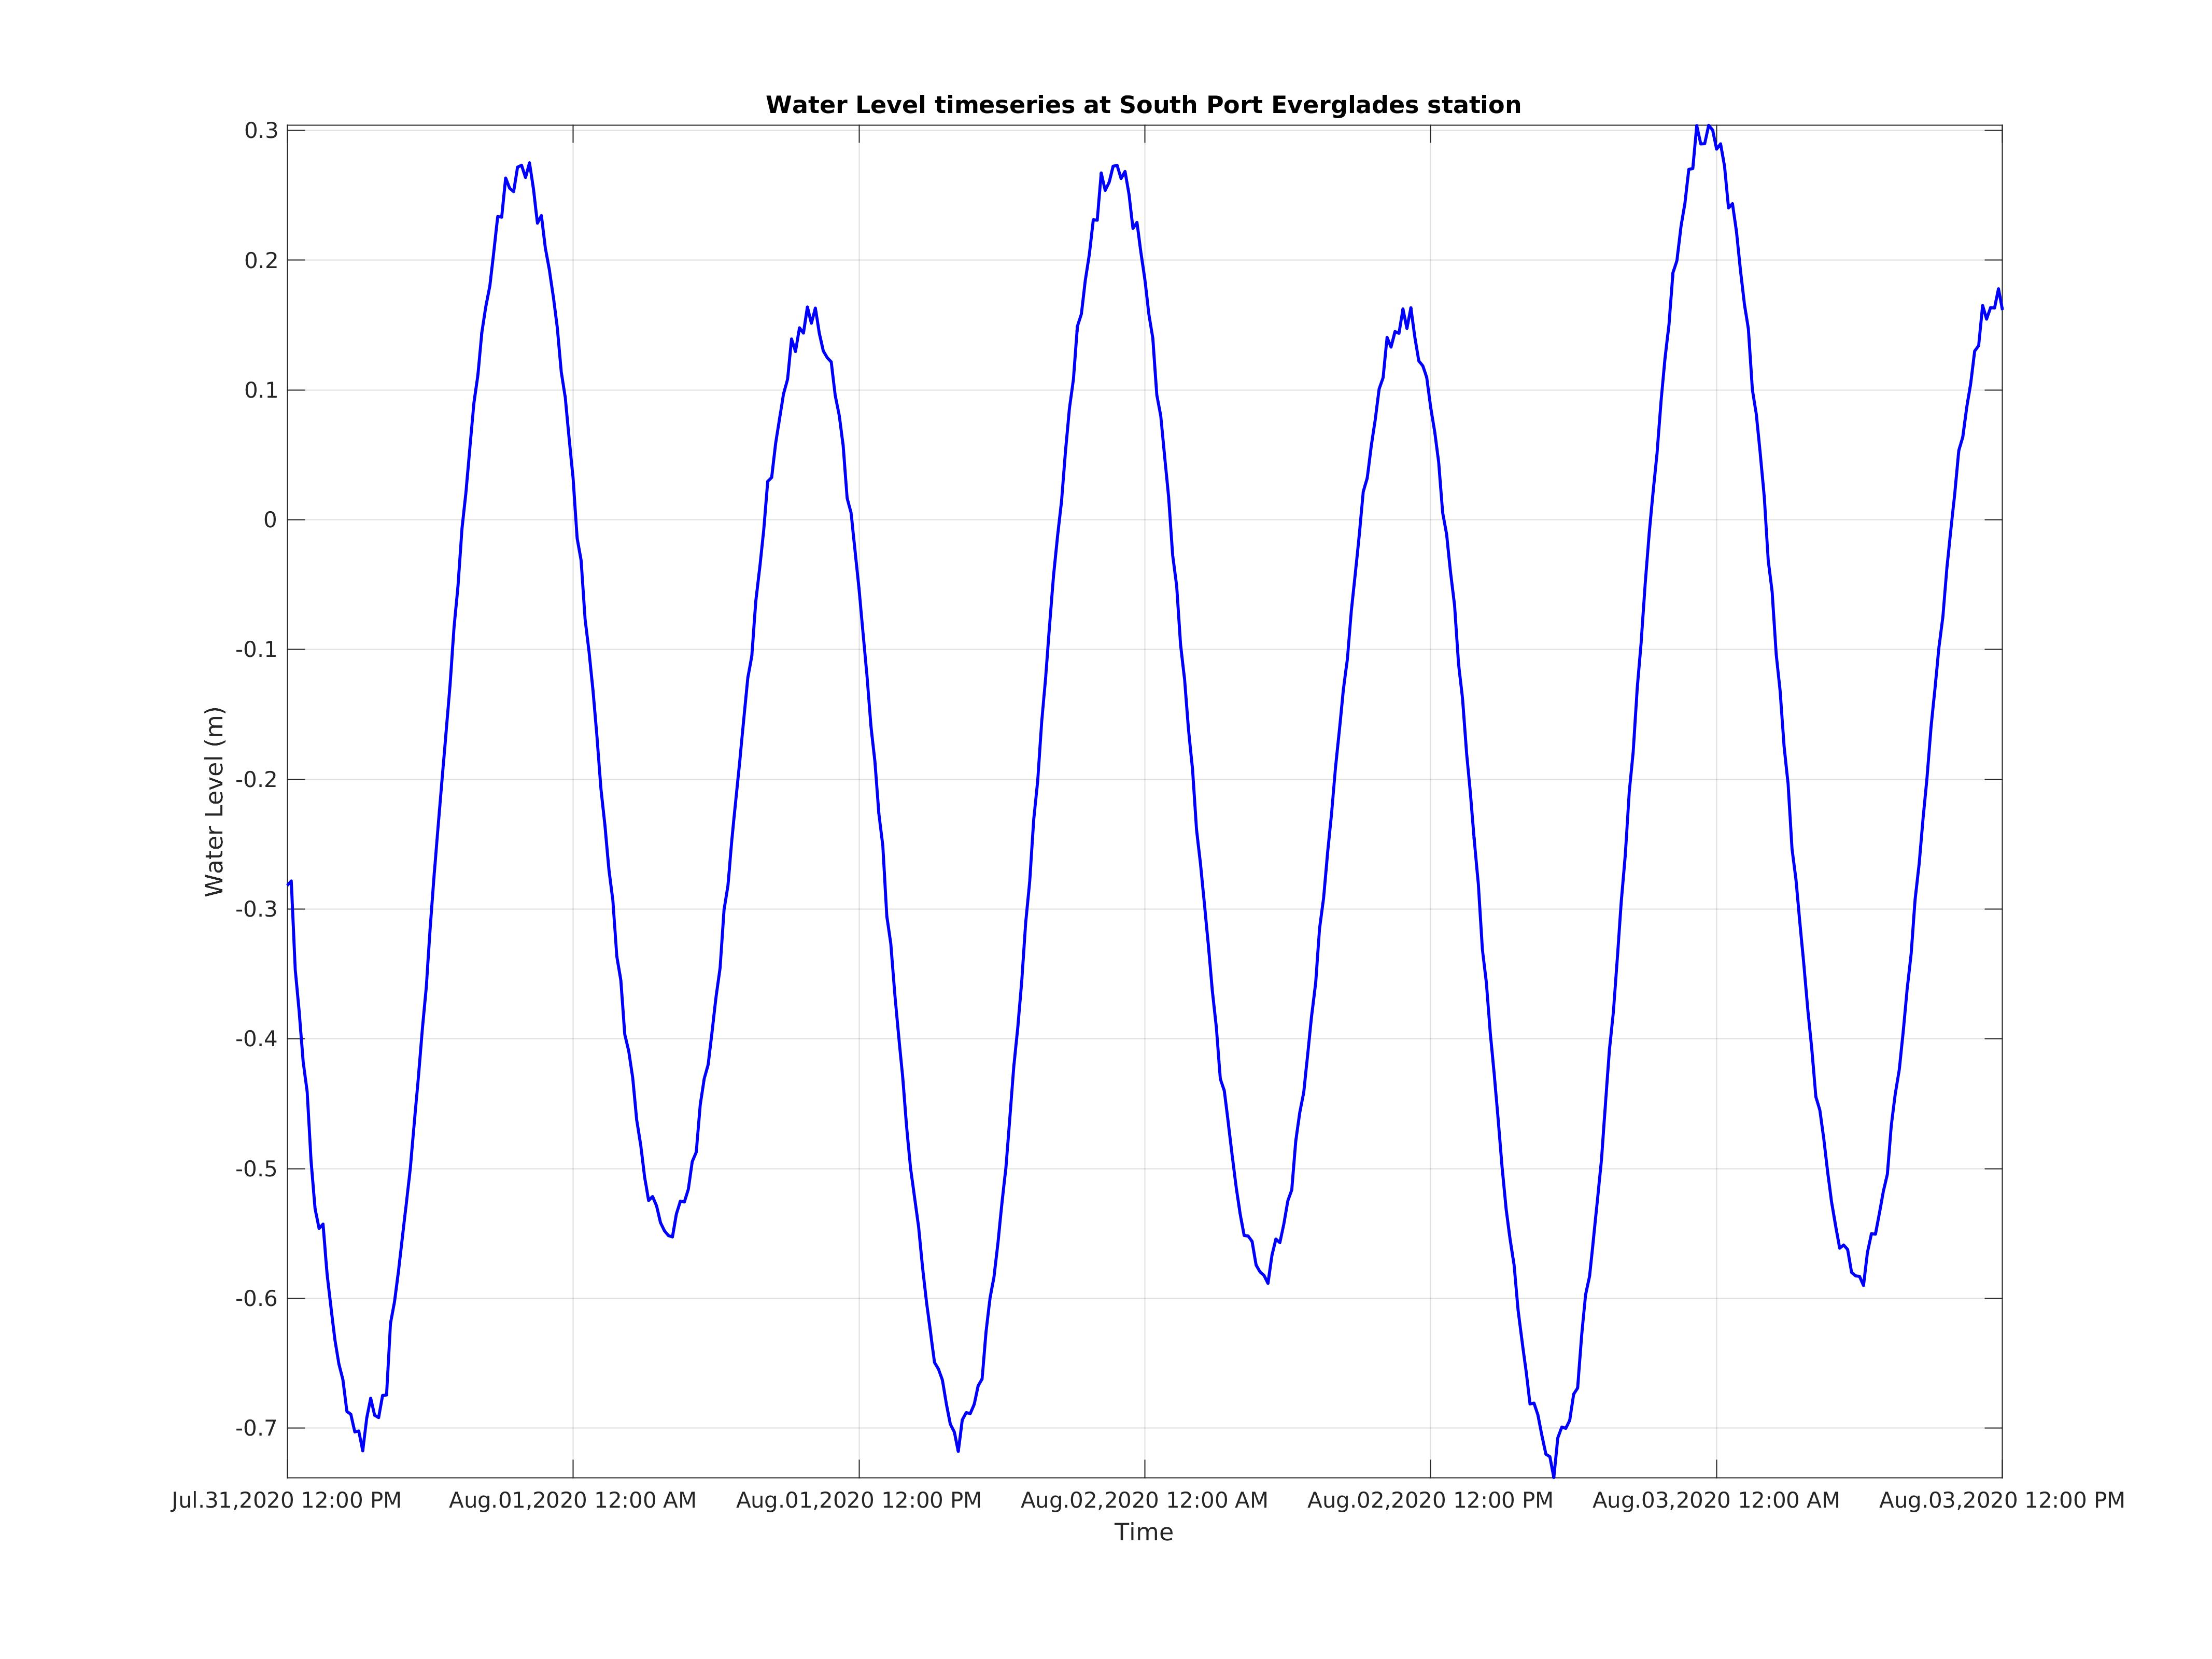 Water Level timeseries at South Port Everglades station
0.3
0.2
0.1
0
-0.1
-0.2
-0.3
-0.4
-0.5
-0.6
-0.7
Water Level (m)
Jul.31,2020 12:00 PM Aug.01,2020 12:00 AM Aug.01,2020 12:00 PM Aug.02,2020 12:00 AM Aug.02,2020 12:00 PM Aug.03,2020 12:00 AM Aug.03,2020 12:00 PM
Time